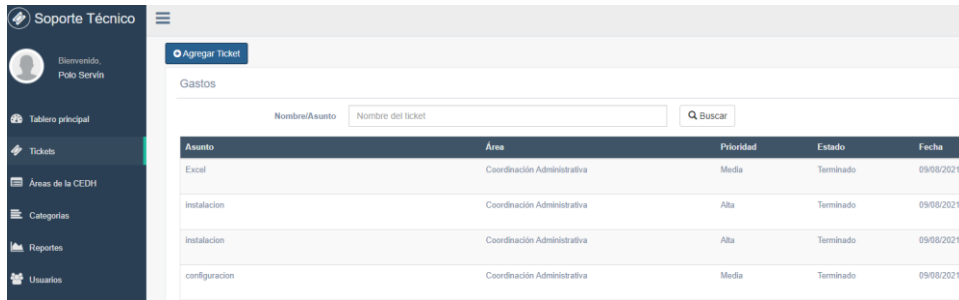 Soporte Técnico
Bienvenido,
Polo Servín
Tablero principal
Tickets
Áreas de la CEDH
Categorias
Reportes
Usuarios
Agregar Ticket
Gastos
Nombre/Asunto Nombre del ticket Buscar
Asunto Área Prioridad Estado Fecha
Excel Coordinación Administrativa Media Terminado 09/08/2021
instalacion Coordinación Administrativa Alta Terminado 09/08/2021
instalacion Coordinación Administrativa Alta Terminado 09/08/2021
configuracion Coordinación Administrativa Media Terminado 09/08/2021